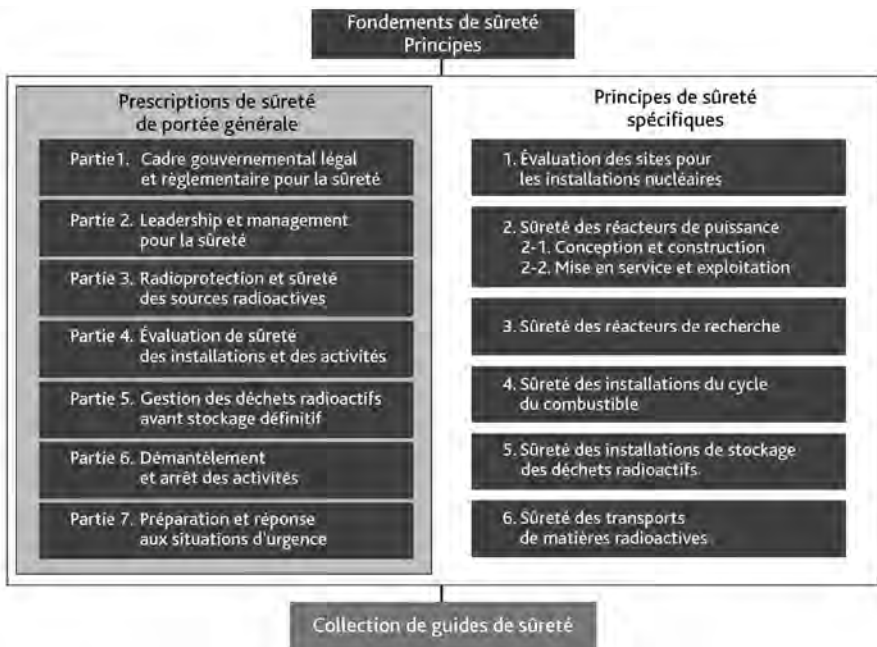 Fondements de sûreté
Principes
Prescriptions de sûreté
de portée générale
Partie1. Cadre gouvernemental légal
et règlementaire pour la sûreté
Partie 2. Leadership et management
pour la sûreté
Partie 3. Radioprotection et sûreté
des sources radioactives
Partie 4. Évaluation de sûreté
des installations et des activités
Partie 5. Gestion des déchets radioactifs
avant stockage définitif
Partie 6. Démantèlement
et arrêt des activités
Partie 7. Préparation et réponse
aux situations d'urgence
Principes de sûreté
spécifiques
1. Évaluation des sites pour
les installations nucléaires
2. Sûreté des réacteurs de puissance
2-1. Conception et construction
2-2. Mise en service et exploitation
3. Sûreté des réacteurs de recherche
4. Sûreté des installations du cycle
du combustible
5. Sûreté des installations de stockage
des déchets radioactifs
6. Sûreté des transports
de matières radioactives
Collection de guides de sûreté